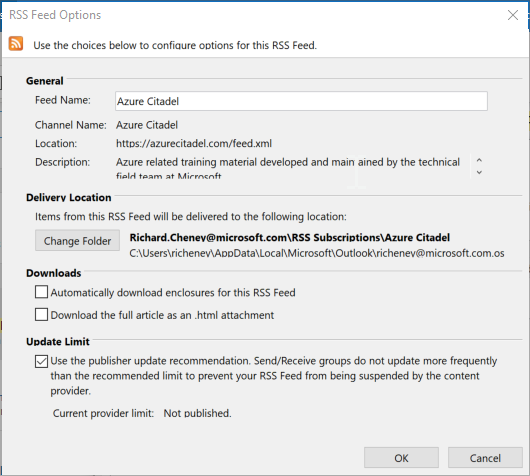 RSS Feed Options
Use the choices below to configure options for this RSS Feed.
General
Feed Name: Azure Citadel
Channel Name: Azure Citadel
Location: https://azurecitadel.com/feed.xml
Description: Azure related training material developed and main ained by the technical
field team at Microsoft
Delivery Location
Items from this RSS Feed will be delivered to the following location:
Change Folder
Richard.Cheney@microsoft.com\RSS Subscriptions\Azure Citadel
C:\Users\richeney\AppData\Local\Microsoft\Outlook\richeney@microsoft.com.os
Downloads
Automatically download enclosures for this RSS Feed
Download the full article as an .html attachment
Update Limit
Use the publisher update recommendation. Send/Receive groups do not update more frequently
than the recommended limit to prevent your RSS Feed from being suspended by the content
provider.
Current provider limit: Not published.
OK Cancel